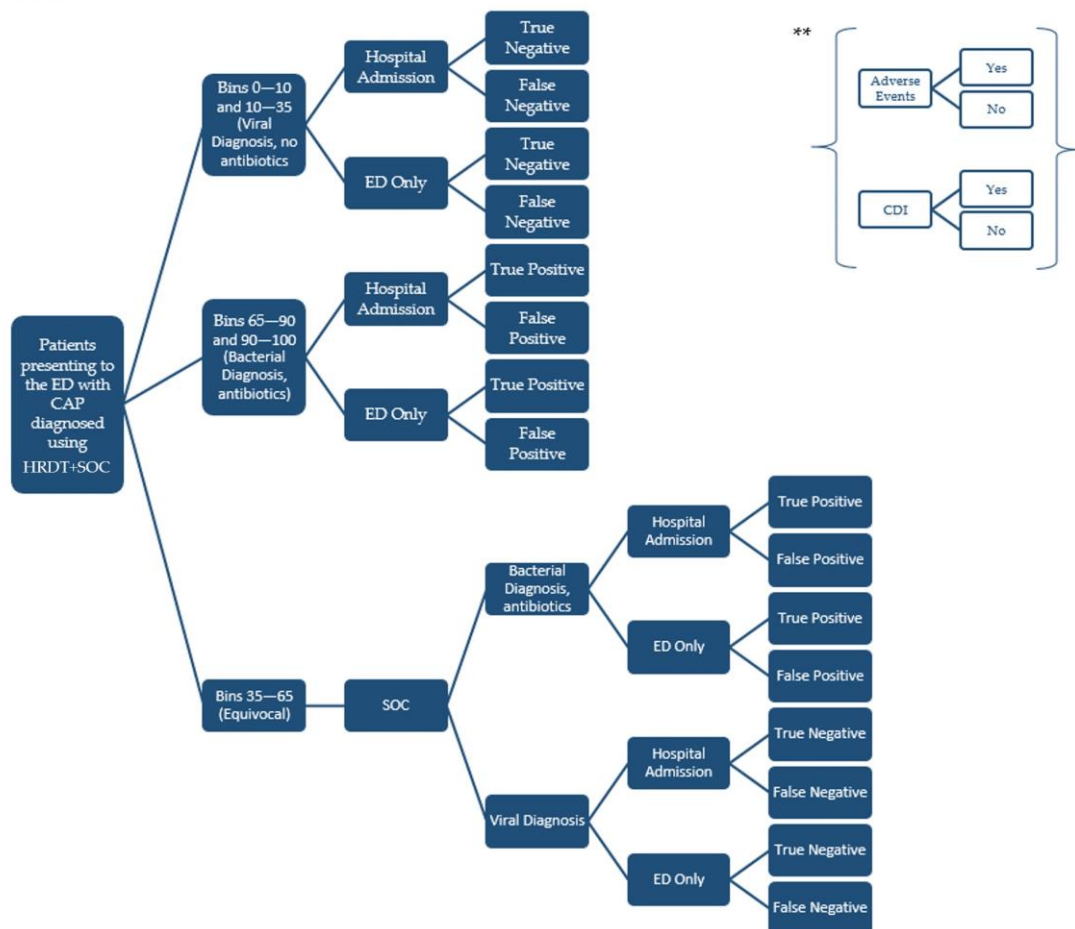 Patients
presenting to
the ED with
CAP
diagnosed
using
HRDT+SOC
Bins 0—10
and 10—35
(Viral
Diagnosis, no
antibiotics
Hospital
Admission
True
Negative
False
Negative
ED Only
True
Negative
False
Negative
Bins 65—90
and 90—100
(Bacterial
Diagnosis,
antibiotics)
Hospital
Admission
True Positive
False
Positive
ED Only
True Positive
False
Positive
Bins 35—65
(Equivocal)
SOC
Bacterial
Diagnosis,
antibiotics
Hospital
Admission
True Positive
False Positive
ED Only
True Positive
False Positive
Viral Diagnosis
Hospital
Admission
True Negative
False Negative
ED Only
True Negative
False Negative
**
Adverse
Events
Yes
No
CDI
Yes
No